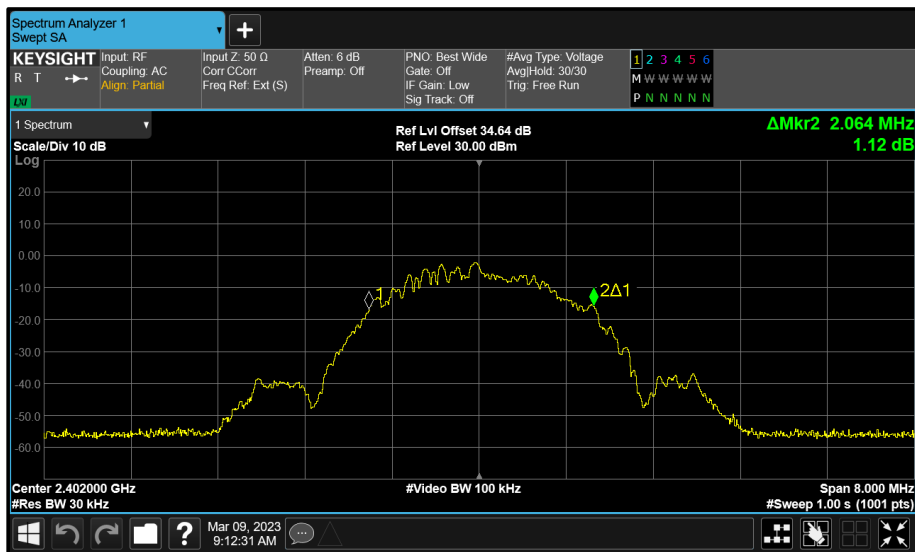 Spectrum Analyzer 1
Swept SA
KEYSIGHT
R T
LXI
Input: RF
Coupling: AC
Align: Partial
Input Z: 50 Ω
Corr CCorr
Freq Ref: Ext (S)
Atten: 6 dB
Preamp: Off
PNO: Best Wide
Gate: Off
IF Gain: Low
Sig Track: Off
#Avg Type: Voltage
Avg|Hold: 30/30
Trig: Free Run
1 2 3 4 5 6
M W W W W W
P N N N N N
1 Spectrum
Scale/Div 10 dB
Ref Lvl Offset 34.64 dB
Ref Level 30.00 dBm
ΔMkr2 2.064 MHz
1.12 dB
Log
20.0
10.0
0.00
-10.0
-20.0
-30.0
-40.0
-50.0
-60.0
1
2Δ1
Center 2.402000 GHz
#Video BW 100 kHz
Span 8.000 MHz
#Res BW 30 kHz
#Sweep 1.00 s (1001 pts)
?
Mar 09, 2023
9:12:31 AM